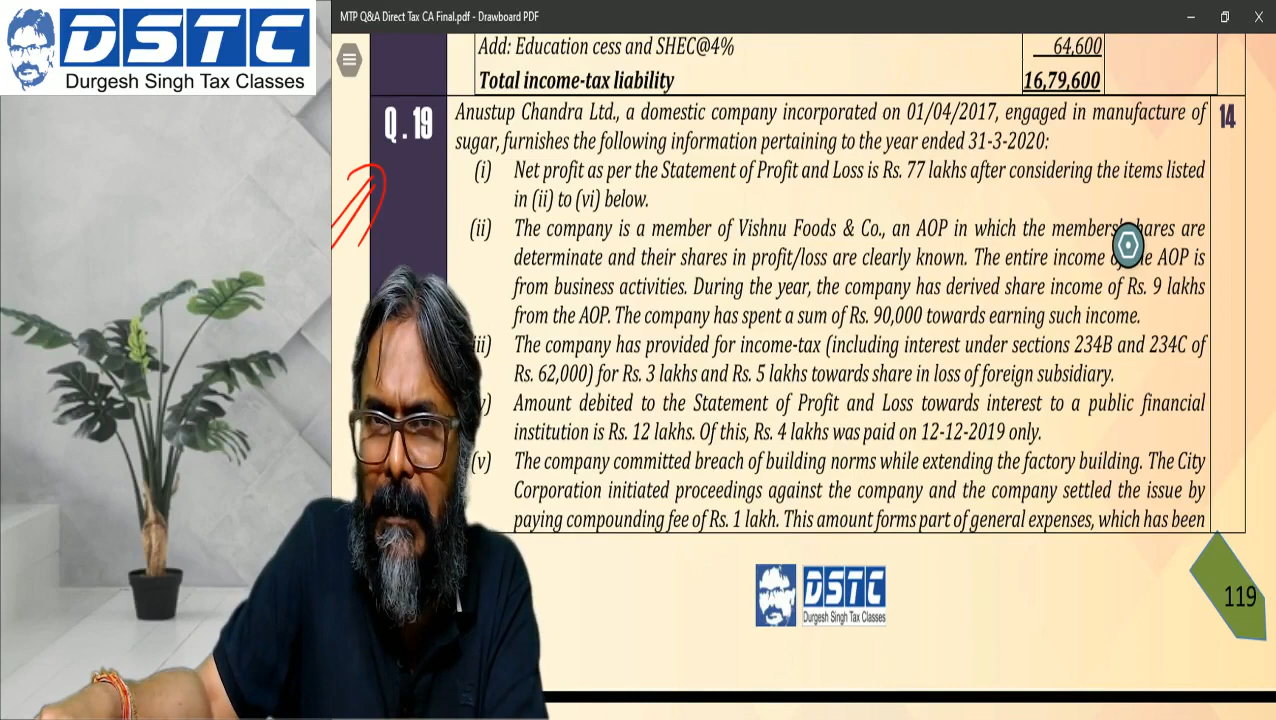 MTP Q&A Direct Tax CA Final.pdf - Drawboard PDF
DSTC
Durgesh Singh Tax Classes
Add: Education cess and SHEC@4% 64,600
Total income-tax liability 16,79,600
Q. 19 Anustup Chandra Ltd., a domestic company incorporated on 01/04/2017, engaged in manufacture of 14
sugar, furnishes the following information pertaining to the year ended 31-3-2020:
(i) Net profit as per the Statement of Profit and Loss is Rs. 77 lakhs after considering the items listed
in (ii) to (vi) below.
(ii) The company is a member of Vishnu Foods & Co., an AOP in which the members' shares are
determinate and their shares in profit/loss are clearly known. The entire income AOP is
from business activities. During the year, the company has derived share income of Rs. 9 lakhs
from the AOP. The company has spent a sum of Rs. 90,000 towards earning such income.
The company has provided for income-tax (including interest under sections 234B and 234C of
Rs. 62,000) for Rs. 3 lakhs and Rs. 5 lakhs towards share in loss of foreign subsidiary.
Amount debited to the Statement of Profit and Loss towards interest to a public financial
institution is Rs. 12 lakhs. Of this, Rs. 4 lakhs was paid on 12-12-2019 only.
(v) The company committed breach of building norms while extending the factory building. The City
Corporation initiated proceedings against the company and the company settled the issue by
paying compounding fee of Rs. 1 lakh. This amount forms part of general expenses, which has been
DSTC
Durgesh Singh Tax Classes
119